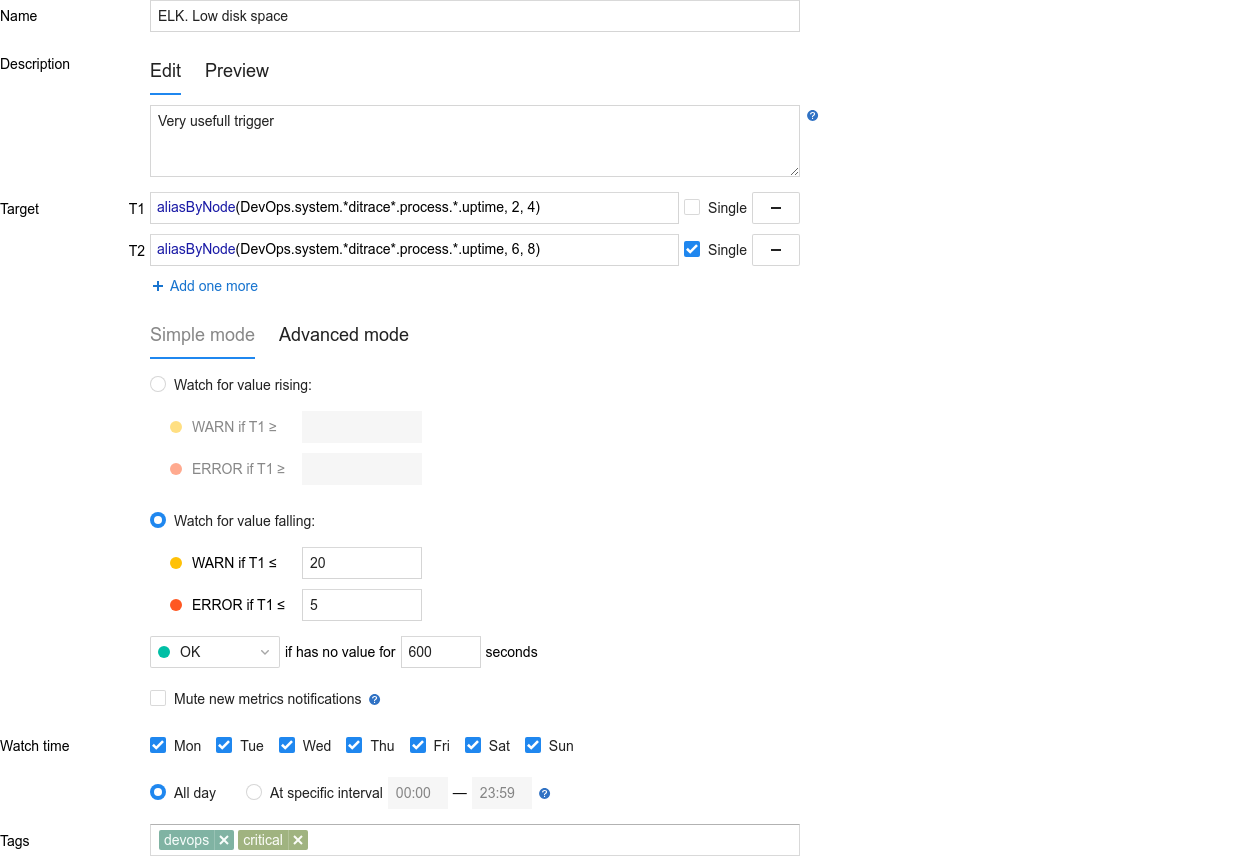 Name ELK. Low disk space
Description Edit Preview
Very usefull trigger
Target T1 aliasByNode(DevOps.system.*ditrace*.process.*.uptime, 2, 4) Single
T2 aliasByNode(DevOps.system.*ditrace*.process.*.uptime, 6, 8) Single
+ Add one more
Simple mode Advanced mode
Watch for value rising:
WARN if T1 ≥
ERROR if T1 ≥
Watch for value falling:
WARN if T1 ≤ 20
ERROR if T1 ≤ 5
OK if has no value for 600 seconds
Mute new metrics notifications ?
Watch time Mon Tue Wed Thu Fri Sat Sun
All day At specific interval 00:00 — 23:59 ?
Tags devops × critical ×